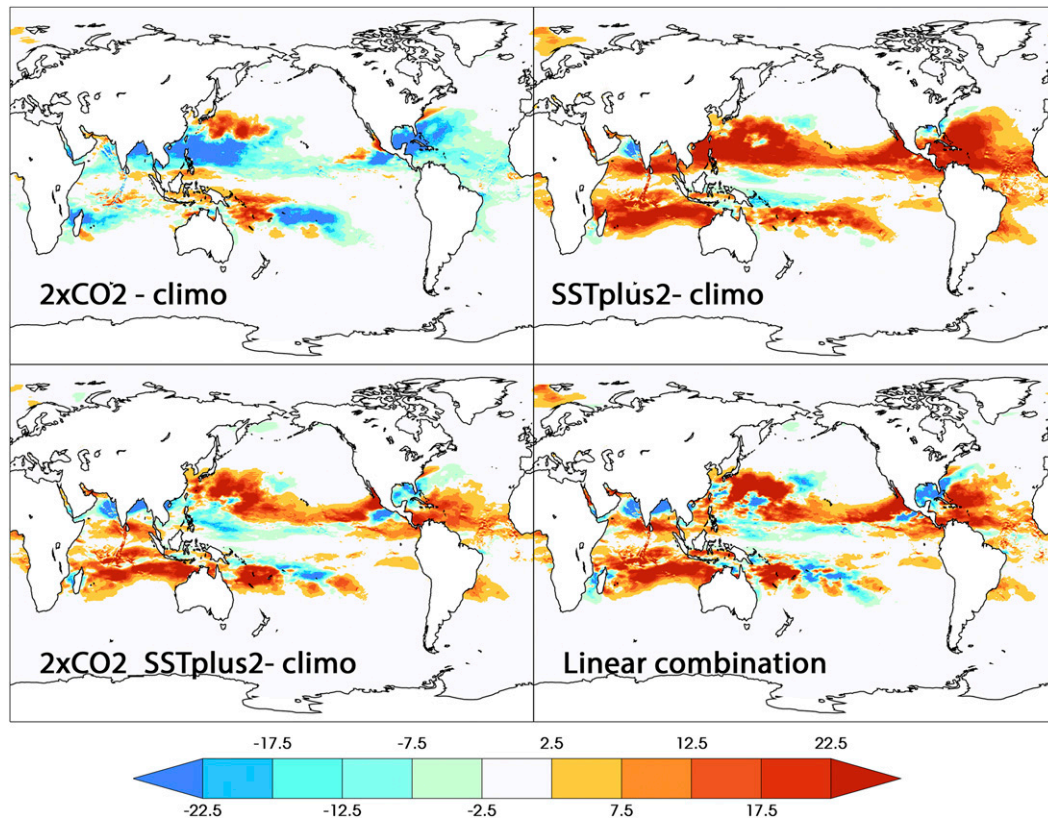 2xCO2 - climo
SSTplus2- climo
2xCO2_SSTplus2- climo
Linear combination
-17.5 -7.5 2.5 12.5 22.5
-22.5 -12.5 -2.5 7.5 17.5